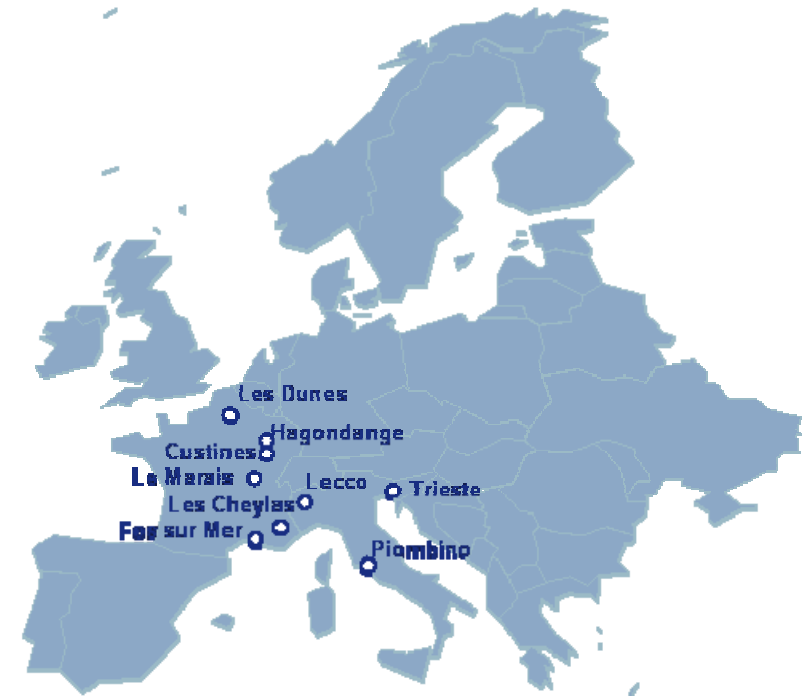 Les Dunes
Hagondange
Custines
Le Marais
Lecco
Trieste
Les Cheylas
Fos sur Mer
Piombino